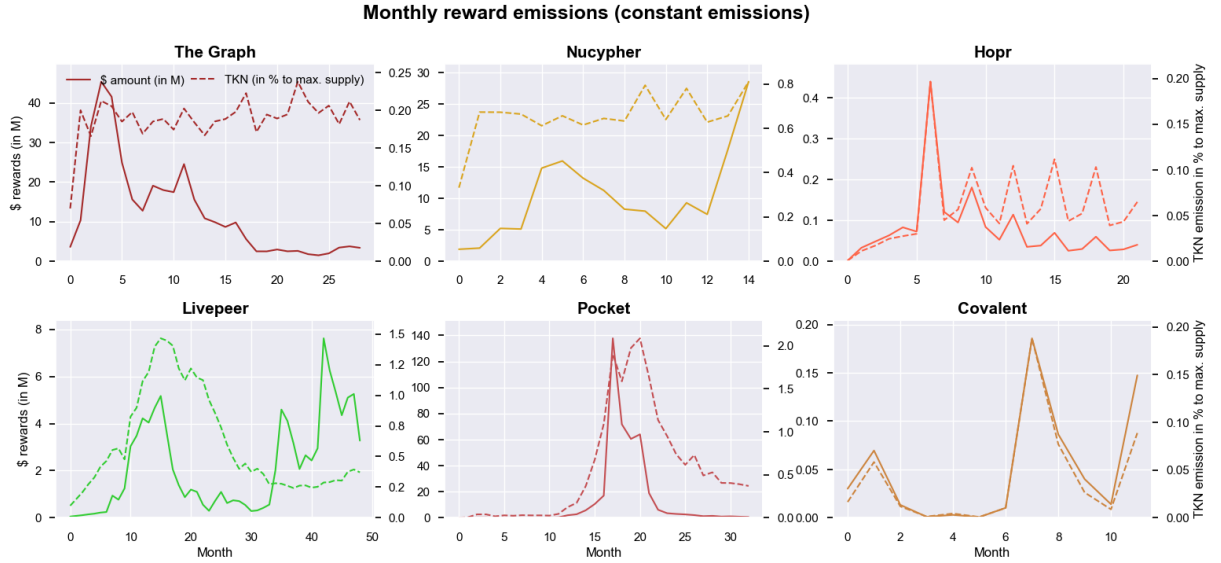 Monthly reward emissions (constant emissions)
The Graph
Nucypher
Hopr
$ amount (in M)
TKN (in % to max. supply)
$ rewards (in M)
0 10 20 30 40
0.00 0.05 0.10 0.15 0.20 0.25
0 5 10 15 20 25
0 5 10 15 20 25 30
0.0 0.2 0.4 0.6 0.8
0 2 4 6 8 10 12 14
0.0 0.1 0.2 0.3 0.4
0.00 0.05 0.10 0.15 0.20
0 5 10 15 20
TKN emission in % to max. supply
Livepeer
Pocket
Covalent
$ rewards (in M)
0 2 4 6 8
0.0 0.2 0.5 0.8 1.0 1.2 1.5
0 10 20 30 40 50
Month
0 20 40 60 80 100 120 140
0.0 0.5 1.0 1.5 2.0
0 5 10 15 20 25 30
Month
0.00 0.05 0.10 0.15 0.20
0.00 0.05 0.10 0.15 0.20
0 2 4 6 8 10
Month
TKN emission in % to max. supply